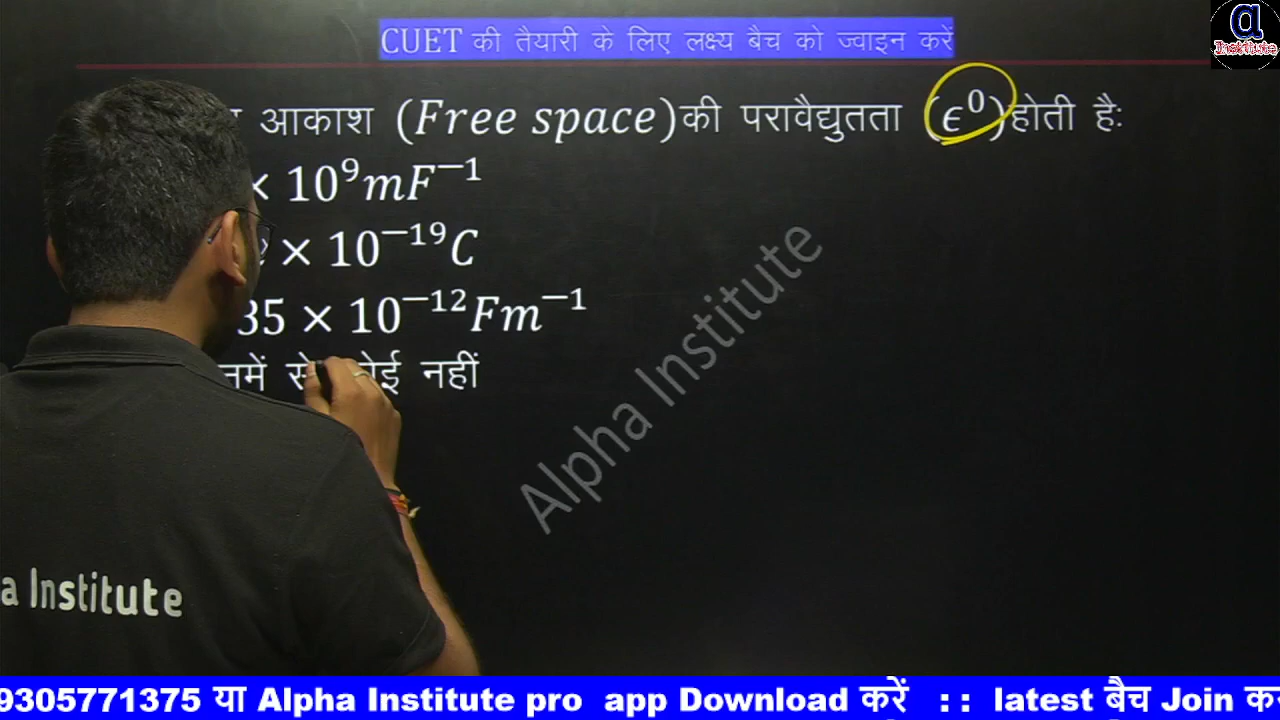 CUET की तैयारी के लिए लक्ष्य बैच को ज्वाइन करें
α
Institute
आकाश (Free space)की परावैद्युतता (ϵ⁰)होती है:
× 10⁹mF⁻¹
× 10⁻¹⁹C
35 × 10⁻¹²Fm⁻¹
नहीं
Alpha Institute
a Institute
9305771375 या Alpha Institute pro app Download करें :: latest बैच Join